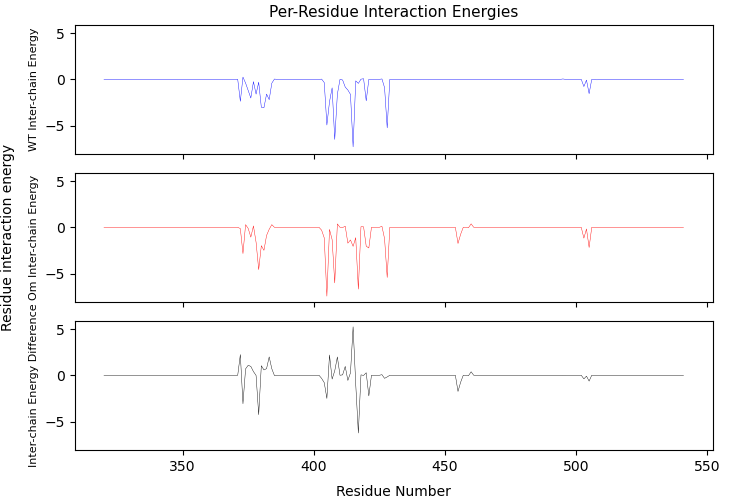 Per-Residue Interaction Energies
Residue interaction energy
WT Inter-chain Energy
5
0
−5
Om Inter-chain Energy
5
0
−5
Inter-chain Energy Difference
5
0
−5
350
400
450
500
550
Residue Number